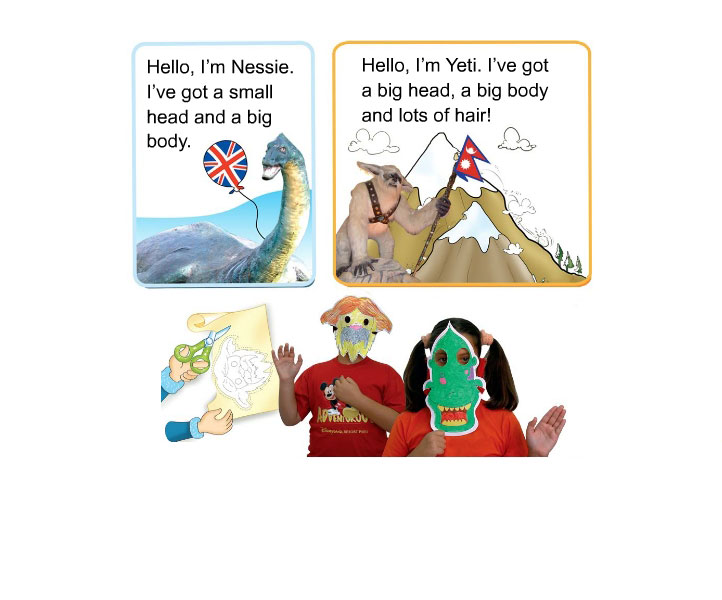 Hello, I'm Nessie.
I've got a small
head and a big
body.
Hello, I'm Yeti. I've got
a big head, a big body
and lots of hair!